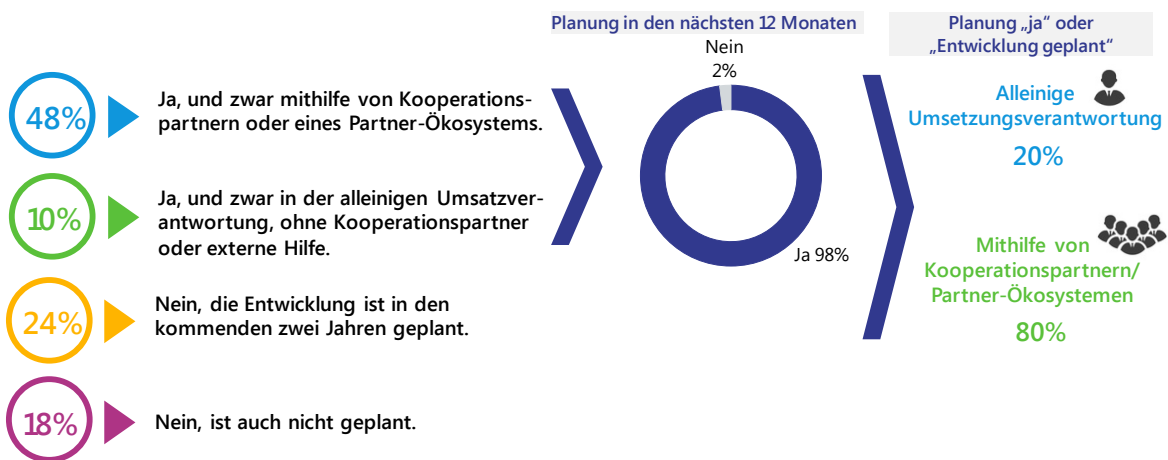 48%
Ja, und zwar mithilfe von Kooperations-
partnern oder eines Partner-Ökosystems.
10%
Ja, und zwar in der alleinigen Umsatzver-
antwortung, ohne Kooperationspartner
oder externe Hilfe.
24%
Nein, die Entwicklung ist in den
kommenden zwei Jahren geplant.
18%
Nein, ist auch nicht geplant.
Planung in den nächsten 12 Monaten
Nein
2%
Ja 98%
Planung „ja“ oder
„Entwicklung geplant“
Alleinige
Umsetzungsverantwortung
20%
Mithilfe von
Kooperationspartnern/
Partner-Ökosystemen
80%